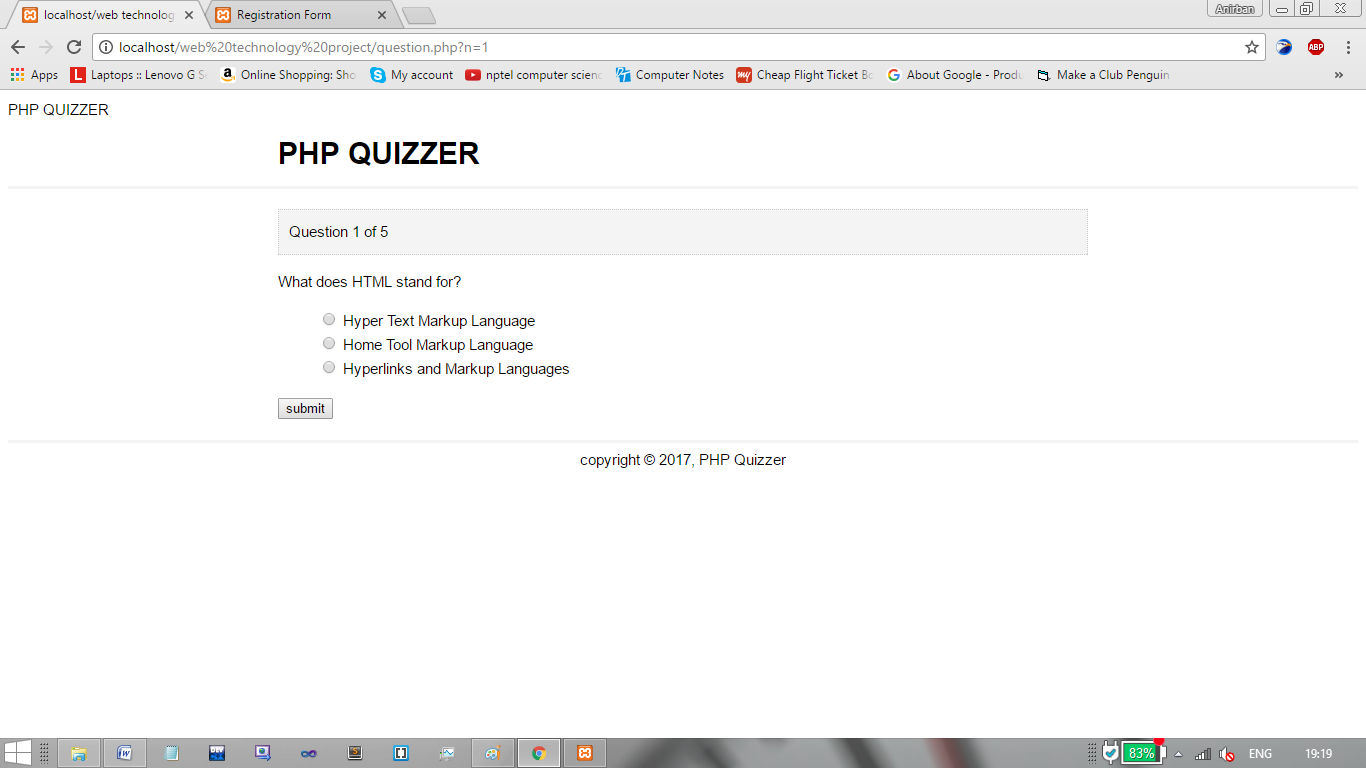 localhost/web technolog
Registration Form
Anirban
localhost/web%20technology%20project/question.php?n=1
ABP
Apps
L Laptops :: Lenovo G S
a Online Shopping: Sho
S My account
nptel computer scienc
Computer Notes
my Cheap Flight Ticket Bo
G About Google - Produ
Make a Club Penguin
»
PHP QUIZZER
PHP QUIZZER
Question 1 of 5
What does HTML stand for?
Hyper Text Markup Language
Home Tool Markup Language
Hyperlinks and Markup Languages
submit
copyright © 2017, PHP Quizzer
83%
ENG
19:19